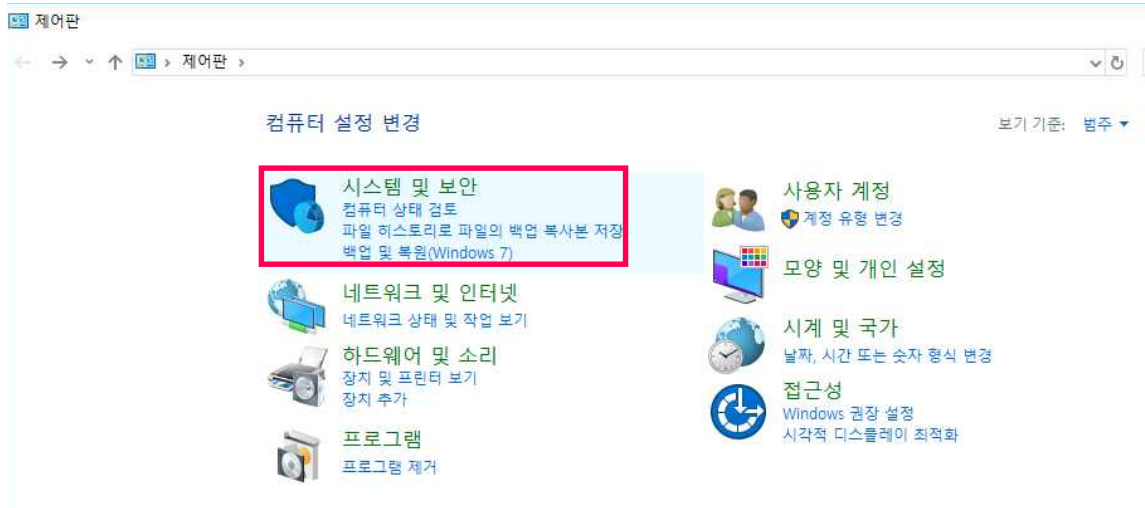 제어판
제어판
컴퓨터 설정 변경
보기 기준: 범주
시스템 및 보안
컴퓨터 상태 검토
파일 히스토리로 파일의 백업 복사본 저장
백업 및 복원(Windows 7)
네트워크 및 인터넷
네트워크 상태 및 작업 보기
하드웨어 및 소리
장치 및 프린터 보기
장치 추가
프로그램
프로그램 제거
사용자 계정
계정 유형 변경
모양 및 개인 설정
시계 및 국가
날짜, 시간 또는 숫자 형식 변경
접근성
Windows 권장 설정
시각적 디스플레이 최적화